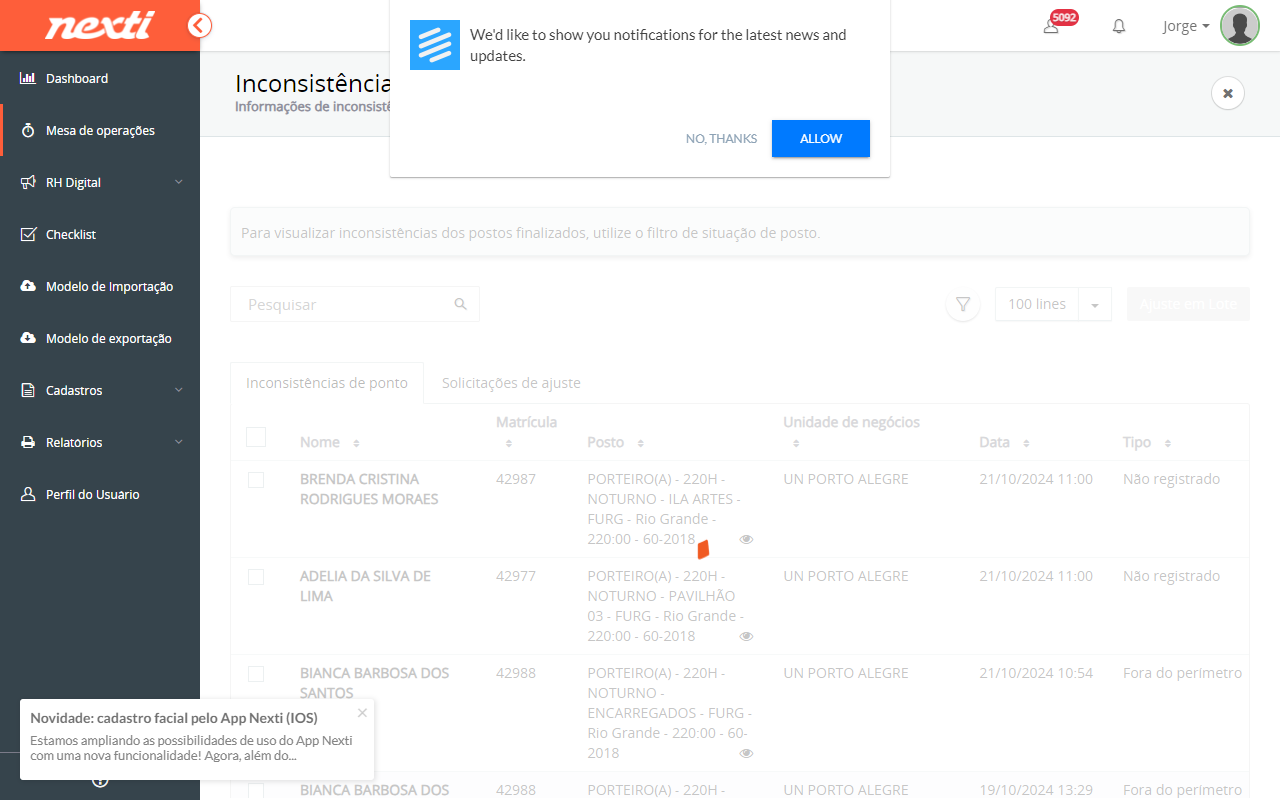 nexti
We'd like to show you notifications for the latest news and
updates.
NO, THANKS
ALLOW
5092
Jorge
Dashboard
Mesa de operações
RH Digital
Checklist
Modelo de Importação
Modelo de exportação
Cadastros
Relatórios
Perfil do Usuário
Inconsistência
Informações de inconsistê
Para visualizar inconsistências dos postos finalizados, utilize o filtro de situação de posto.
Pesquisar
100 lines
Ajuste em Lote
Inconsistências de ponto
Solicitações de ajuste
Nome
Matrícula
Posto
Unidade de negócios
Data
Tipo
BRENDA CRISTINA
RODRIGUES MORAES
42987
PORTEIRO(A) - 220H -
NOTURNO - ILA ARTES -
FURG - Rio Grande -
220:00 - 60-2018
UN PORTO ALEGRE
21/10/2024 11:00
Não registrado
ADELIA DA SILVA DE
LIMA
42977
PORTEIRO(A) - 220H -
NOTURNO - PAVILHÃO
03 - FURG - Rio Grande -
220:00 - 60-2018
UN PORTO ALEGRE
21/10/2024 11:00
Não registrado
BIANCA BARBOSA DOS
SANTOS
42988
PORTEIRO(A) - 220H -
NOTURNO -
ENCARREGADOS - FURG -
Rio Grande - 220:00 - 60-
2018
UN PORTO ALEGRE
21/10/2024 10:54
Fora do perímetro
BIANCA BARBOSA DOS
42988
PORTEIRO(A) - 220H -
UN PORTO ALEGRE
19/10/2024 13:29
Fora do perímetro
Novidade: cadastro facial pelo App Nexti (IOS)
Estamos ampliando as possibilidades de uso do App Nexti
com uma nova funcionalidade! Agora, além do...